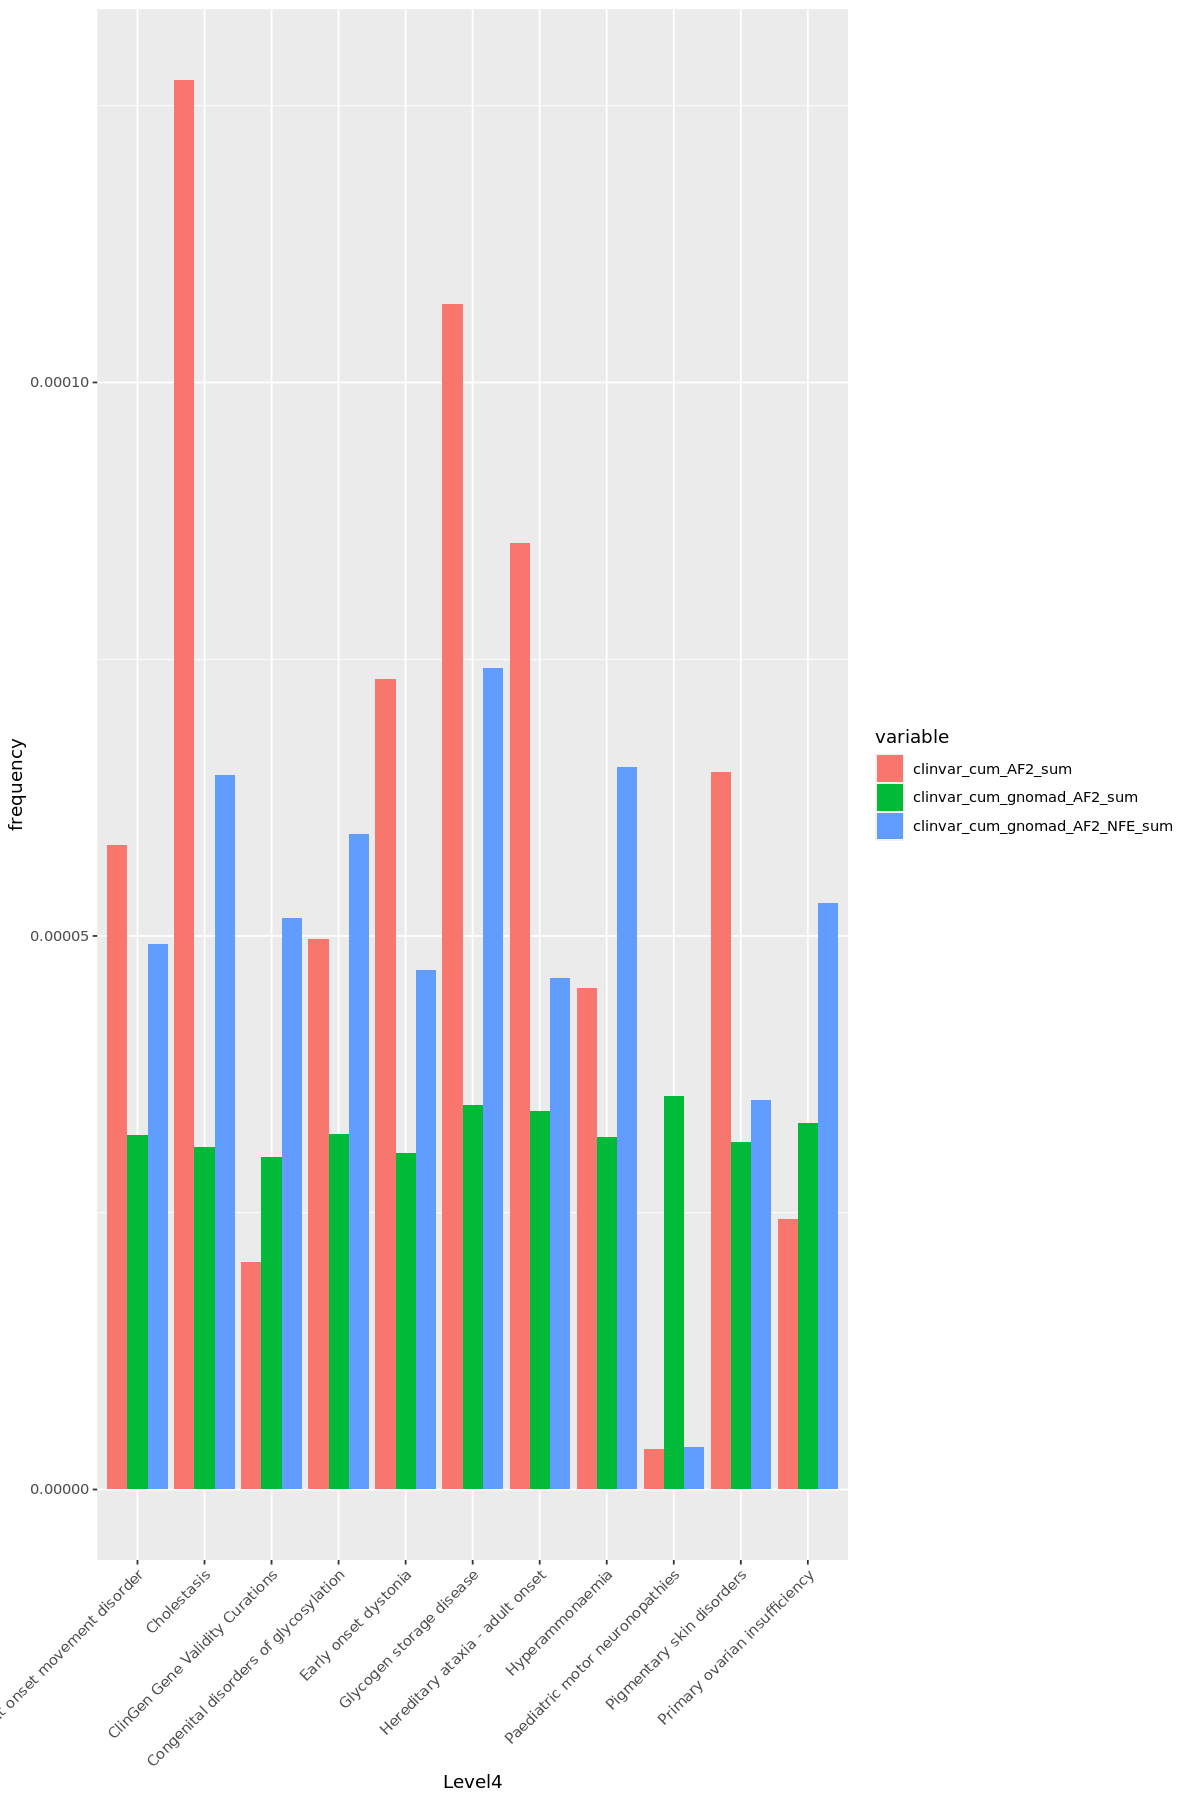 frequency
0.00010
0.00005
0.00000
onset movement disorder
Cholestasis
ClinGen Gene Validity Curations
Congenital disorders of glycosylation
Early onset dystonia
Glycogen storage disease
Hereditary ataxia - adult onset
Hyperammonaemia
Paediatric motor neuronopathies
Pigmentary skin disorders
Primary ovarian insufficiency
Level4
variable
clinvar_cum_AF2_sum
clinvar_cum_gnomad_AF2_sum
clinvar_cum_gnomad_AF2_NFE_sum